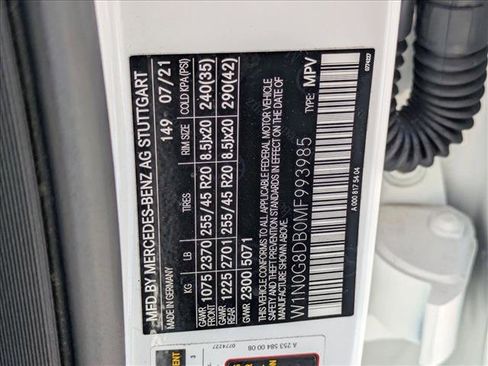 MFD BY MERCEDES-BENZ AG STUTTGART
MADE IN GERMANY 149 07/21
KG LB TIRES RIM SIZE COLD KPA(PSI)
GAWR FRONT 1075 2370 255/45 R20 8.5Jx20 240(35)
GAWR REAR 1225 2701 255/45 R20 8.5Jx20 290(42)
GVWR 2300 5071
THIS VEHICLE CONFORMS TO ALL APPLICABLE FEDERAL MOTOR VEHICLE
SAFETY AND THEFT PREVENTION STANDARDS IN EFFECT ON THE DATE OF
MANUFACTURE SHOWN ABOVE.
W1N0G8DB0MF993985 TYPE: MPV
A 000 817 54 04
0774227
A 253 584 00 08
0774227
3